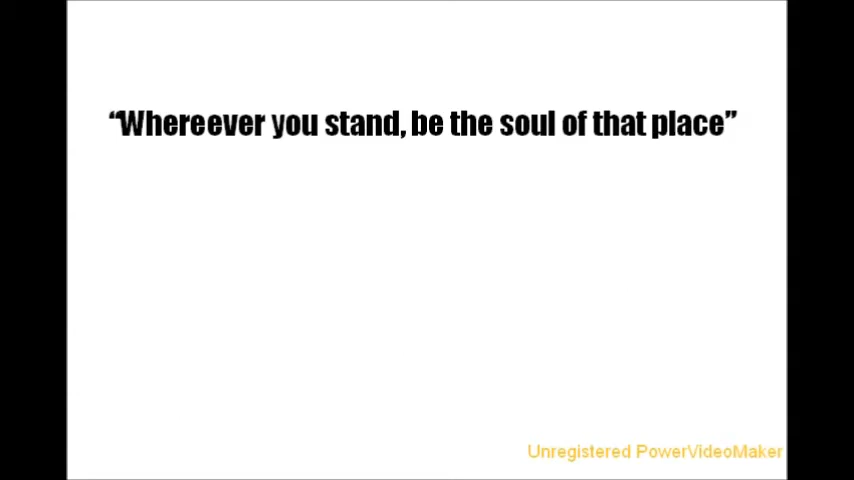 “Whereever you stand, be the soul of that place”
Unregistered PowerVideoMaker